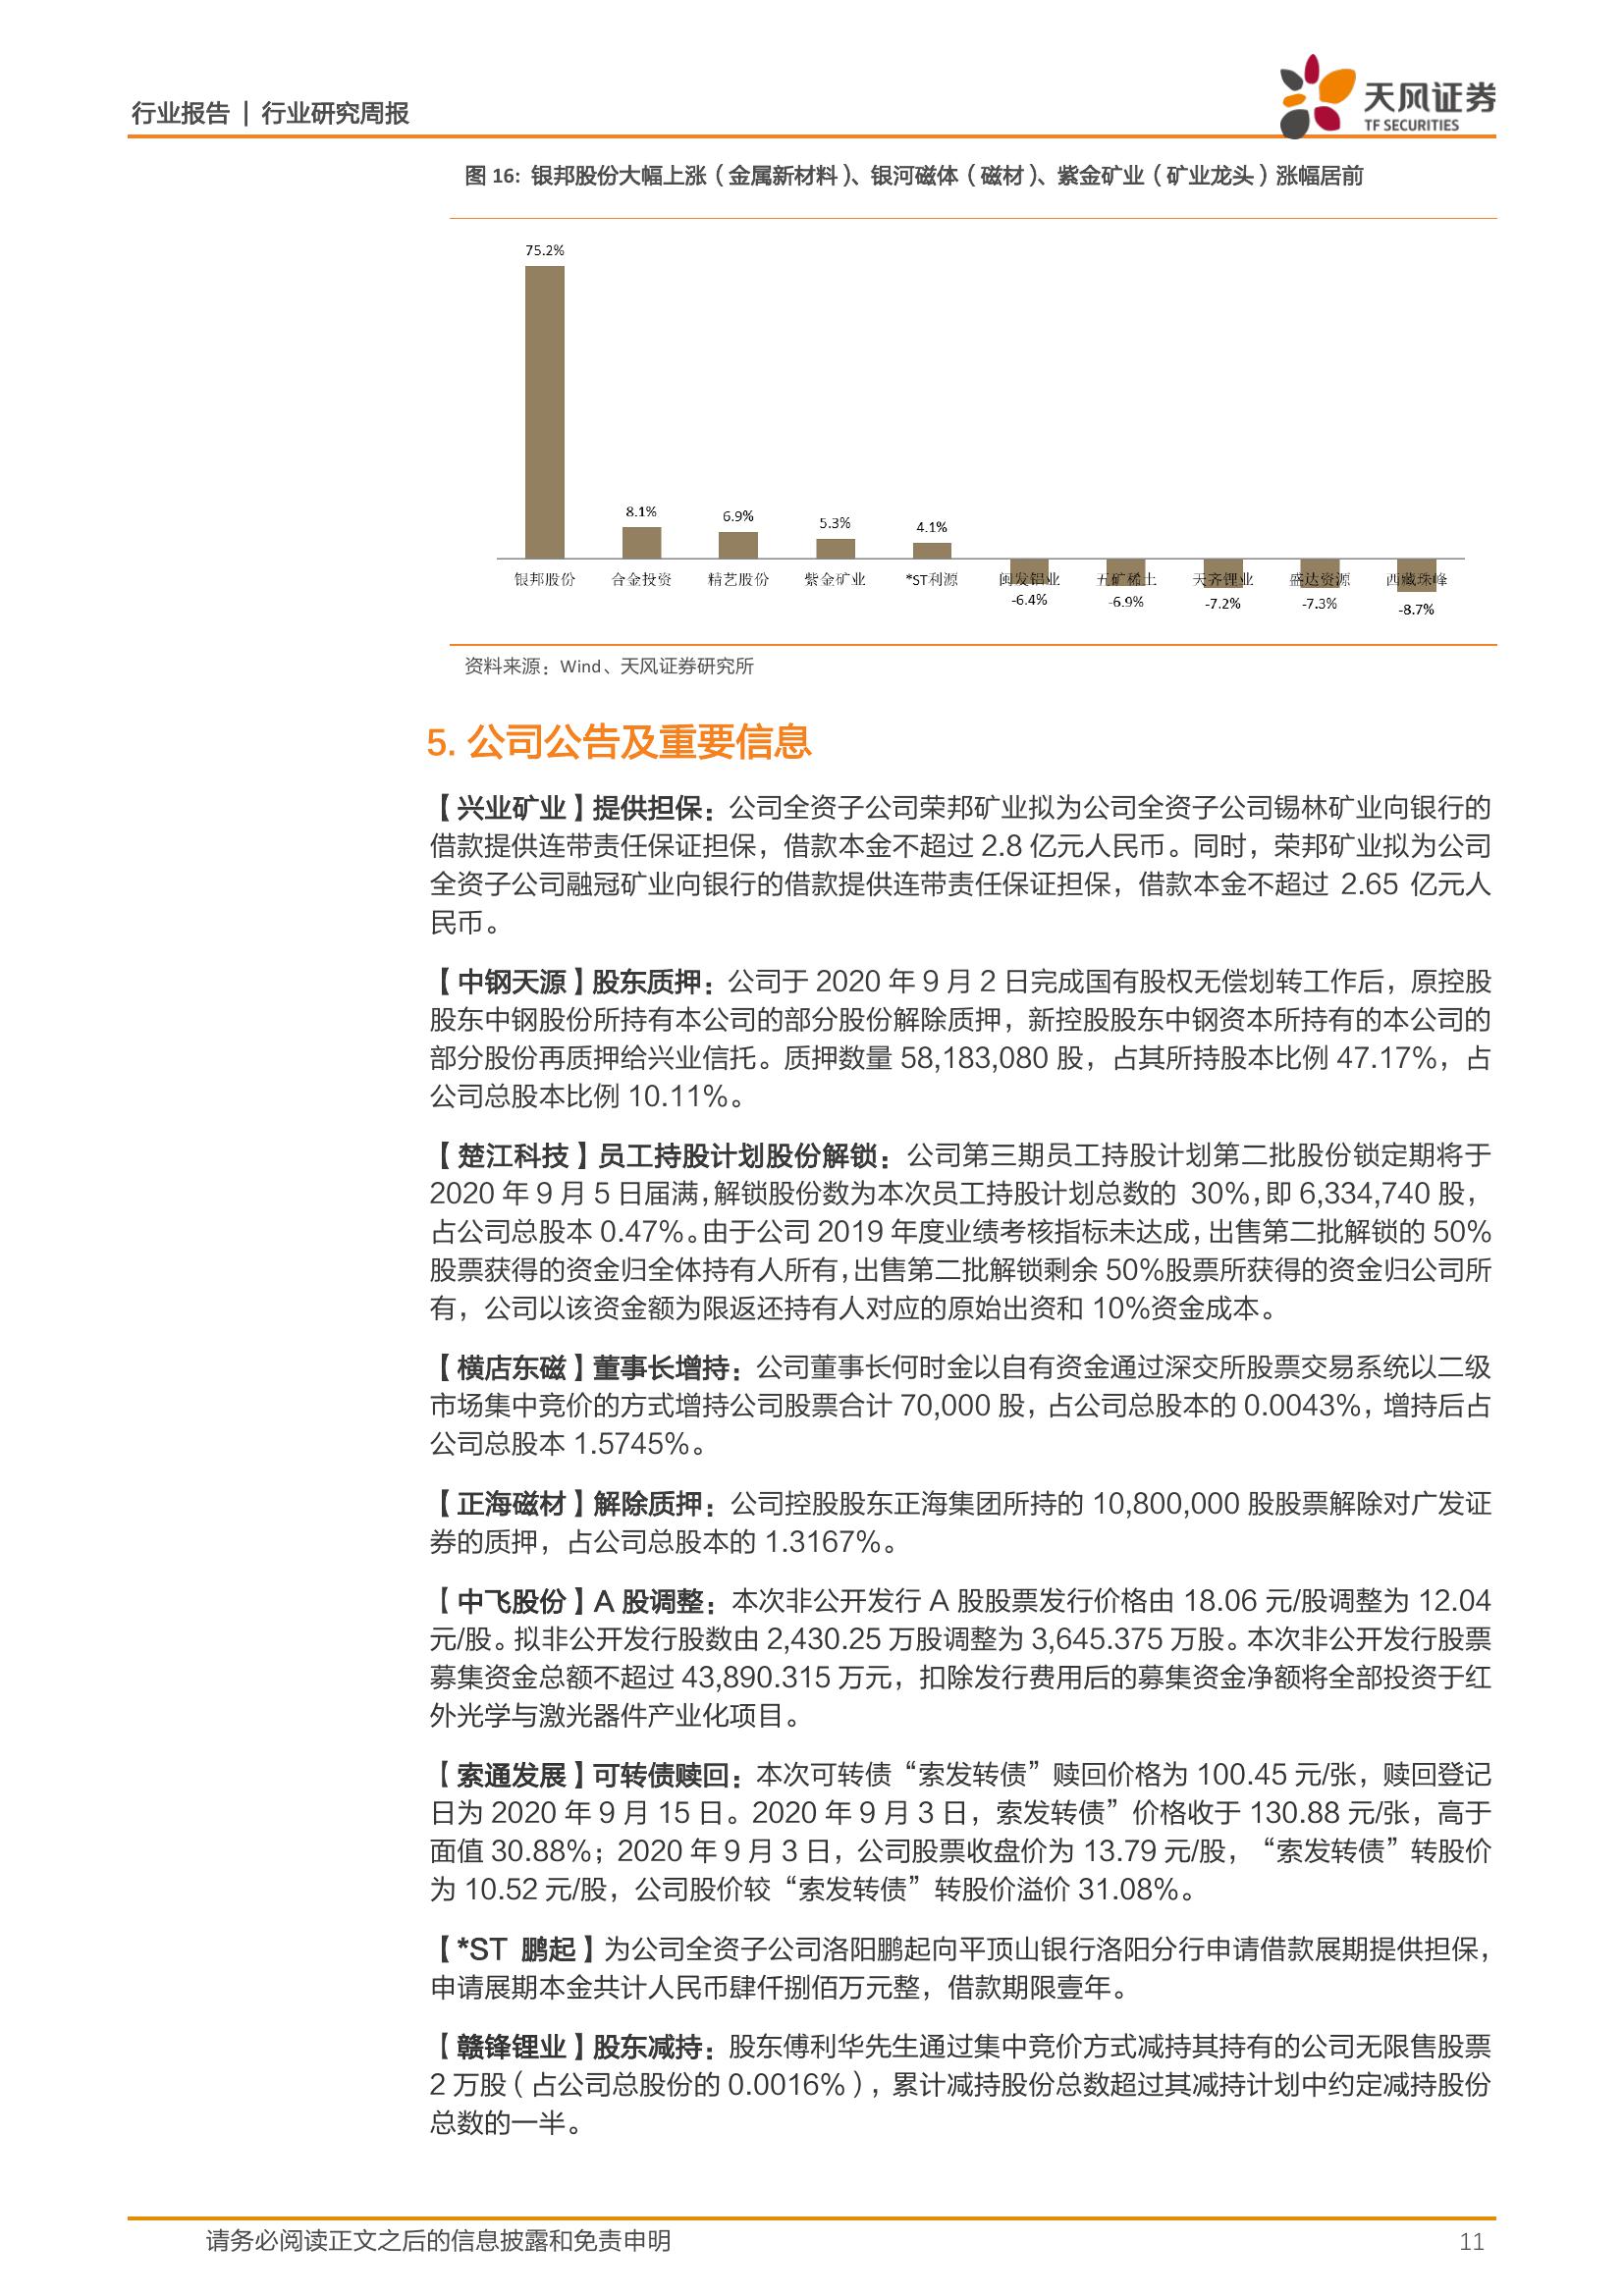 行业报告 | 行业研究周报
天风证券
TF SECURITIES
图 16: 银邦股份大幅上涨（金属新材料）、银河磁体（磁材）、紫金矿业（矿业龙头）涨幅居前
75.2%
8.1%
6.9%
5.3%
4.1%
银邦股份 合金投资 精艺股份 紫金矿业 *ST利源 闽发铝业 五矿稀土 天齐锂业 盛达资源 西藏珠峰
-6.4%
-6.9%
-7.2%
-7.3%
-8.7%
资料来源：Wind、天风证券研究所
5. 公司公告及重要信息
【兴业矿业】提供担保：公司全资子公司荣邦矿业拟为公司全资子公司锡林矿业向银行的
借款提供连带责任保证担保，借款本金不超过 2.8 亿元人民币。同时，荣邦矿业拟为公司
全资子公司融冠矿业向银行的借款提供连带责任保证担保，借款本金不超过 2.65 亿元人
民币。
【中钢天源】股东质押：公司于 2020 年 9 月 2 日完成国有股权无偿划转工作后，原控股
股东中钢股份所持有本公司的部分股份解除质押，新控股股东中钢资本所持有的本公司的
部分股份再质押给兴业信托。质押数量 58,183,080 股，占其所持股本比例 47.17%，占
公司总股本比例 10.11%。
【楚江科技】员工持股计划股份解锁：公司第三期员工持股计划第二批股份锁定期将于
2020 年 9 月 5 日届满，解锁股份数为本次员工持股计划总数的 30%，即 6,334,740 股，
占公司总股本 0.47%。由于公司 2019 年度业绩考核指标未达成，出售第二批解锁的 50%
股票获得的资金归全体持有人所有，出售第二批解锁剩余 50%股票所获得的资金归公司所
有，公司以该资金额为限返还持有人对应的原始出资和 10%资金成本。
【横店东磁】董事长增持：公司董事长何时金以自有资金通过深交所股票交易系统以二级
市场集中竞价的方式增持公司股票合计 70,000 股，占公司总股本的 0.0043%，增持后占
公司总股本 1.5745%。
【正海磁材】解除质押：公司控股股东正海集团所持的 10,800,000 股股票解除对广发证
券的质押，占公司总股本的 1.3167%。
【中飞股份】A 股调整：本次非公开发行 A 股股票发行价格由 18.06 元/股调整为 12.04
元/股。拟非公开发行股数由 2,430.25 万股调整为 3,645.375 万股。本次非公开发行股票
募集资金总额不超过 43,890.315 万元，扣除发行费用后的募集资金净额将全部投资于红
外光学与激光器件产业化项目。
【索通发展】可转债赎回：本次可转债“索发转债”赎回价格为 100.45 元/张，赎回登记
日为 2020 年 9 月 15 日。2020 年 9 月 3 日，索发转债”价格收于 130.88 元/张，高于
面值 30.88%；2020 年 9 月 3 日，公司股票收盘价为 13.79 元/股，“索发转债”转股价
为 10.52 元/股，公司股价较“索发转债”转股价溢价 31.08%。
【*ST 鹏起】为公司全资子公司洛阳鹏起向平顶山银行洛阳分行申请借款展期提供担保，
申请展期本金共计人民币肆仟捌佰万元整，借款期限壹年。
【赣锋锂业】股东减持：股东傅利华先生通过集中竞价方式减持其持有的公司无限售股票
2 万股（占公司总股份的 0.0016%），累计减持股份总数超过其减持计划中约定减持股份
总数的一半。
请务必阅读正文之后的信息披露和免责申明
11